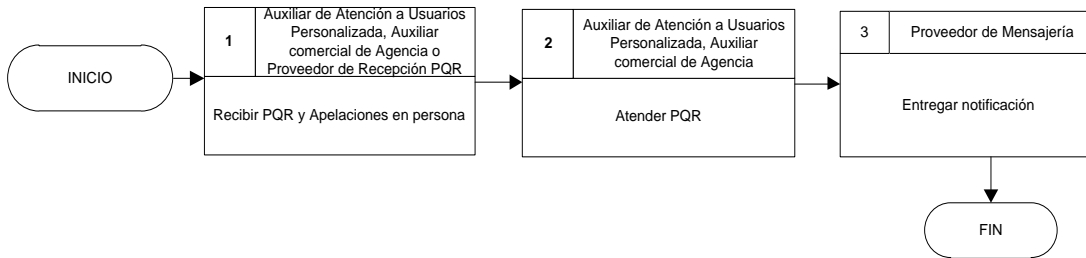 INICIO
1
Auxiliar de Atención a Usuarios
Personalizada, Auxiliar
comercial de Agencia o
Proveedor de Recepción PQR
Recibir PQR y Apelaciones en persona
2
Auxiliar de Atención a Usuarios
Personalizada, Auxiliar
comercial de Agencia
Atender PQR
3
Proveedor de Mensajería
Entregar notificación
FIN